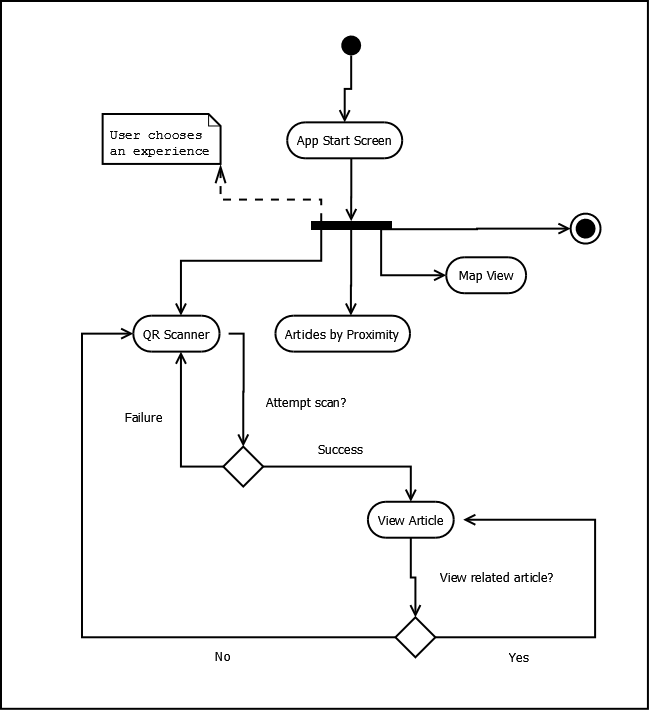 User chooses
an experience
App Start Screen
Map View
QR Scanner
Articles by Proximity
Attempt scan?
Failure
Success
View Article
View related article?
No
Yes